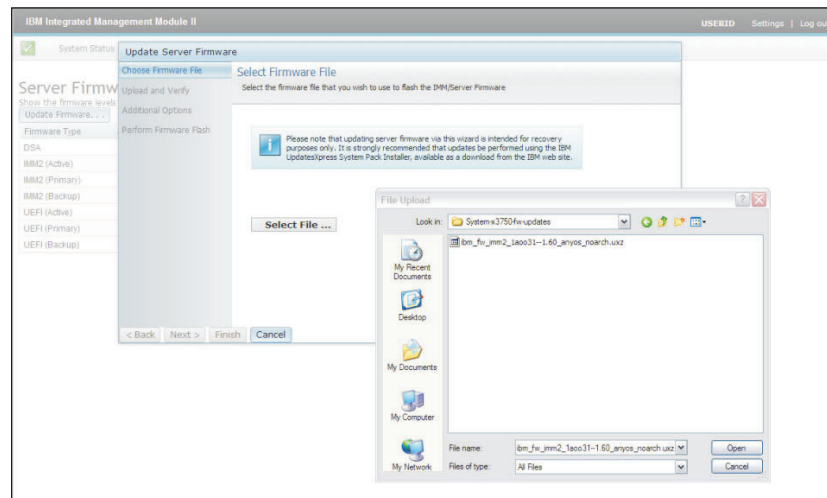 IBM Integrated Management Module II
USERID Settings | Log ou
System Status
Update Server Firmware
Choose Firmware File
Upload and Verify
Additional Options
Perform Firmware Flash
Select Firmware File
Select the firmware file that you wish to use to flash the IMM/Server Firmware
Server Firmw
Show the firmware levels
Update Firmware. . .
Firmware Type
DSA
IMM2 (Active)
IMM2 (Primary)
IMM2 (Backup)
UEFI (Active)
UEFI (Primary)
UEFI (Backup)
Please note that updating server firmware via this wizard is intended for recovery
purposes only. It is strongly recommended that updates be performed using the IBM
UpdatesXpress System Pack Installer, available as a download from the IBM web site.
Select File ...
< Back Next > Finish Cancel
File Upload
Look in: System-x3750-fw-updates
ibm_fw_imm2_1aoo31--1.60_anyos_noarch.uxz
My Recent
Documents
Desktop
My Documents
My Computer
My Network
File name: ibm_fw_imm2_1aoo31--1.60_anyos_noarch.uxz Open
Files of type: All Files Cancel